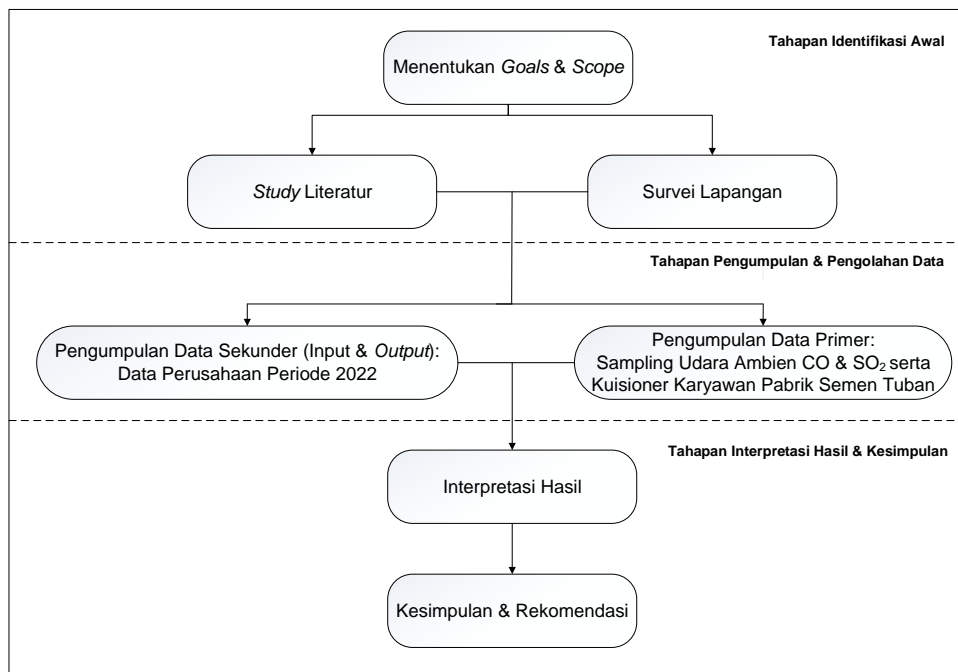 Tahapan Identifikasi Awal
Menentukan Goals & Scope
Study Literatur
Survei Lapangan
Tahapan Pengumpulan & Pengolahan Data
Pengumpulan Data Sekunder (Input & Output):
Data Perusahaan Periode 2022
Pengumpulan Data Primer:
Sampling Udara Ambien CO & SO₂ serta
Kuisioner Karyawan Pabrik Semen Tuban
Tahapan Interpretasi Hasil & Kesimpulan
Interpretasi Hasil
Kesimpulan & Rekomendasi